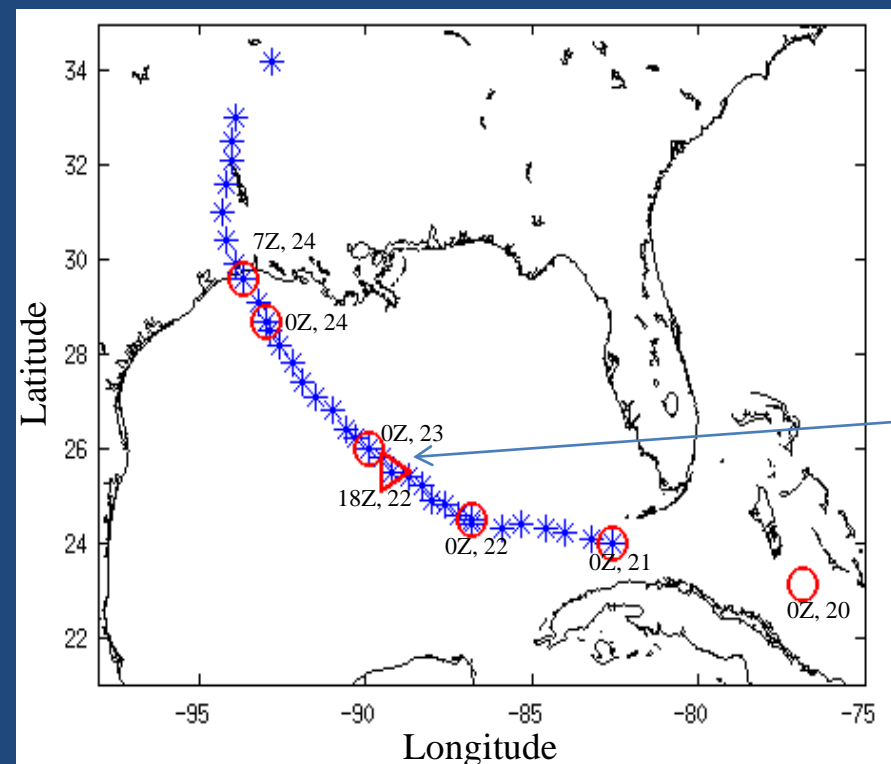 34
32
30
28
26
24
22
Latitude
7Z, 24
0Z, 24
0Z, 23
18Z, 22
0Z, 22
0Z, 21
0Z, 20
-95
-90
-85
-80
-75
Longitude